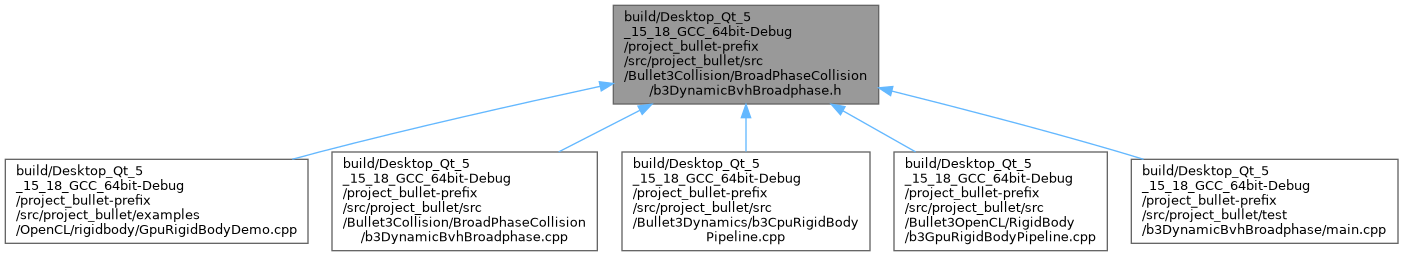 build/Desktop_Qt_5
_15_18_GCC_64bit-Debug
/project_bullet-prefix
/src/project_bullet/src
/Bullet3Collision/BroadPhaseCollision
/b3DynamicBvhBroadphase.h
build/Desktop_Qt_5
_15_18_GCC_64bit-Debug
/project_bullet-prefix
/src/project_bullet/examples
/OpenCL/rigidbody/GpuRigidBodyDemo.cpp
build/Desktop_Qt_5
_15_18_GCC_64bit-Debug
/project_bullet-prefix
/src/project_bullet/src
/Bullet3Collision/BroadPhaseCollision
/b3DynamicBvhBroadphase.cpp
build/Desktop_Qt_5
_15_18_GCC_64bit-Debug
/project_bullet-prefix
/src/project_bullet/src
/Bullet3Dynamics/b3CpuRigidBody
Pipeline.cpp
build/Desktop_Qt_5
_15_18_GCC_64bit-Debug
/project_bullet-prefix
/src/project_bullet/src
/Bullet3OpenCL/RigidBody
/b3GpuRigidBodyPipeline.cpp
build/Desktop_Qt_5
_15_18_GCC_64bit-Debug
/project_bullet-prefix
/src/project_bullet/test
/b3DynamicBvhBroadphase/main.cpp